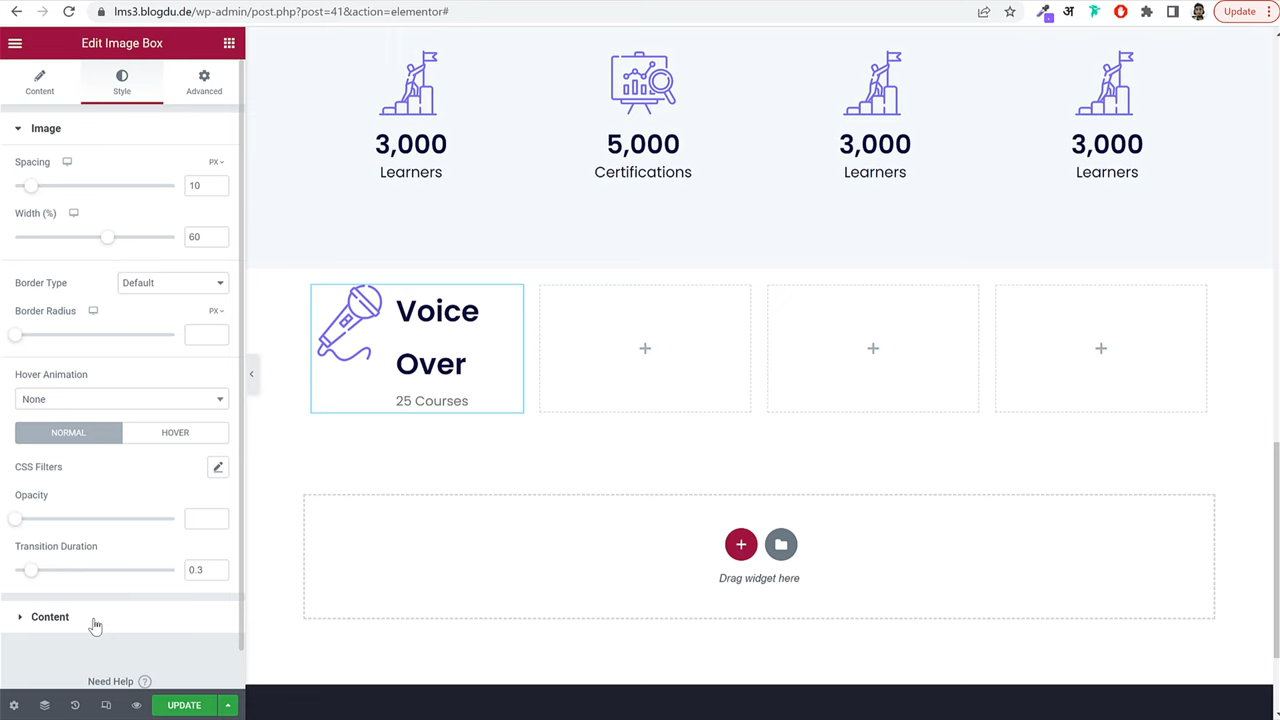 lms3.blogdu.de/wp-admin/post.php?post=41&action=elementor#
अ
Update
Edit Image Box
Content
Style
Advanced
Image
Spacing
PX
10
Width (%)
60
Border Type
Default
Border Radius
PX
Hover Animation
None
NORMAL
HOVER
CSS Filters
Opacity
Transition Duration
0.3
Content
Need Help
?
UPDATE
3,000
Learners
5,000
Certifications
3,000
Learners
3,000
Learners
Voice
Over
25 Courses
Drag widget here